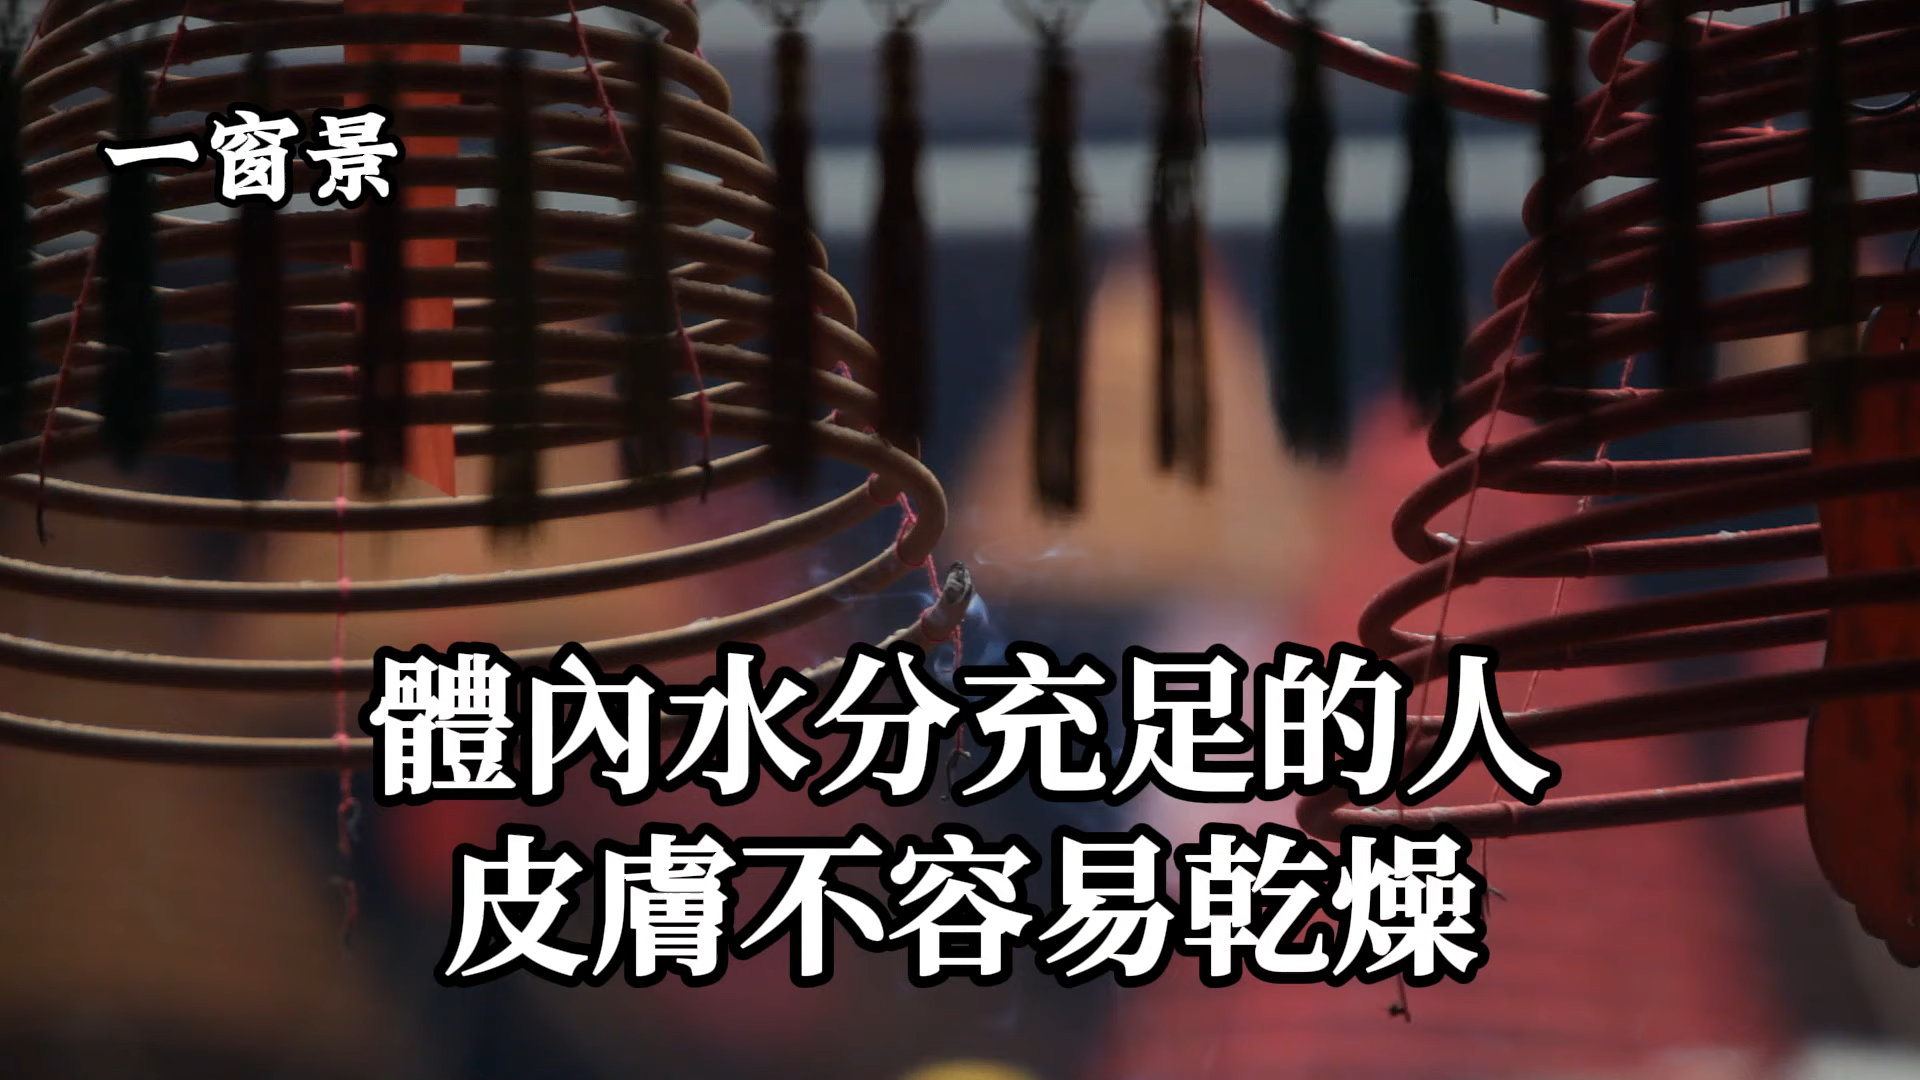 一窗景
體內水分充足的人
皮膚不容易乾燥